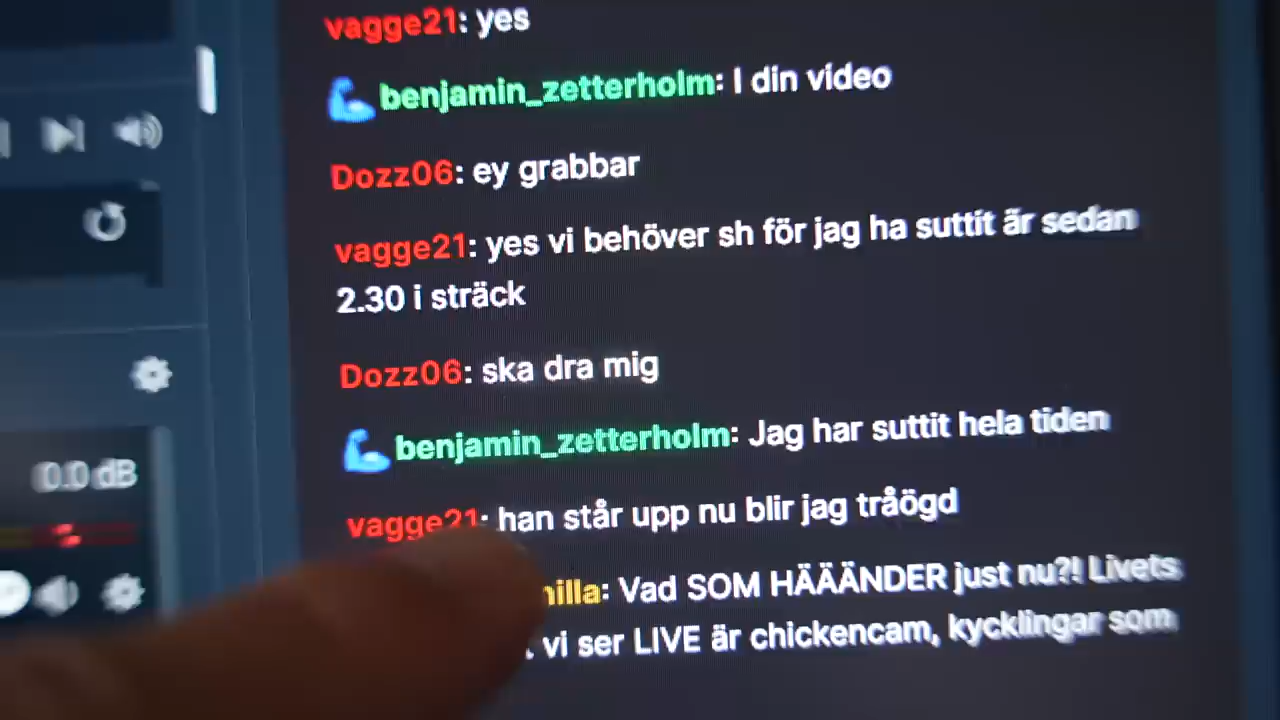 vagge21: yes
benjamin_zetterholm: I din video
Dozz06: ey grabbar
vagge21: yes vi behöver sh för jag ha suttit är sedan
2.30 i sträck
Dozz06: ska dra mig
benjamin_zetterholm: Jag har suttit hela tiden
0.0 dB
vagge21: han står upp nu blir jag tråögd
nilla: Vad SOM HÄÄÄNDER just nu?! Livets
. vi ser LIVE är chickencam, kycklingar som